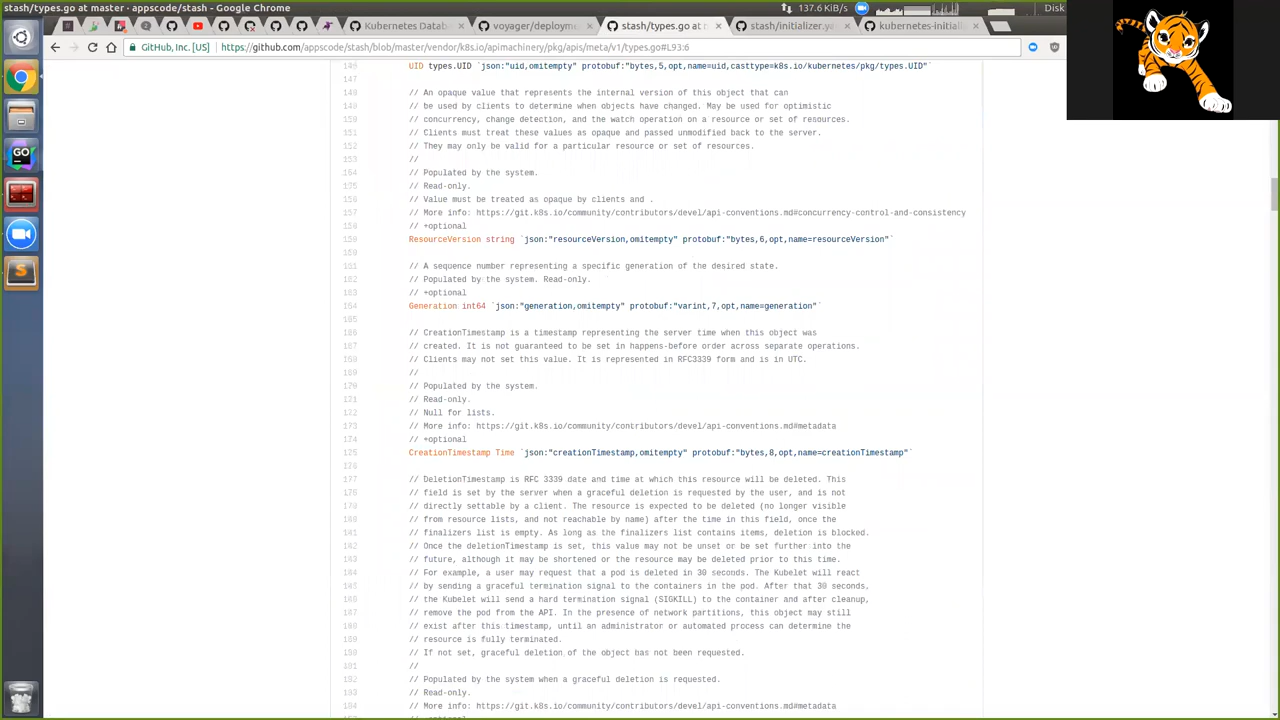 stash/types.go at master · appscode/stash - Google Chrome
137.6 KiB/s
Disk
Kubernetes Datab
voyager/deployme
stash/types.go at m
stash/initializer.ya
kubernetes-initiali
GitHub, Inc. [US]
https://github.com/appscode/stash/blob/master/vendor/k8s.io/apimachinery/pkg/apis/meta/v1/types.go#L93:6
UID types.UID `json:"uid,omitempty" protobuf:"bytes,5,opt,name=uid,casttype=k8s.io/kubernetes/pkg/types.UID"`
// An opaque value that represents the internal version of this object that can
// be used by clients to determine when objects have changed. May be used for optimistic
// concurrency, change detection, and the watch operation on a resource or set of resources.
// Clients must treat these values as opaque and passed unmodified back to the server.
// They may only be valid for a particular resource or set of resources.
//
// Populated by the system.
// Read-only.
// Value must be treated as opaque by clients and .
// More info: https://git.k8s.io/community/contributors/devel/api-conventions.md#concurrency-control-and-consistency
// +optional
ResourceVersion string `json:"resourceVersion,omitempty" protobuf:"bytes,6,opt,name=resourceVersion"`
// A sequence number representing a specific generation of the desired state.
// Populated by the system. Read-only.
// +optional
Generation int64 `json:"generation,omitempty" protobuf:"varint,7,opt,name=generation"`
// CreationTimestamp is a timestamp representing the server time when this object was
// created. It is not guaranteed to be set in happens-before order across separate operations.
// Clients may not set this value. It is represented in RFC3339 form and is in UTC.
//
// Populated by the system.
// Read-only.
// Null for lists.
// More info: https://git.k8s.io/community/contributors/devel/api-conventions.md#metadata
// +optional
CreationTimestamp Time `json:"creationTimestamp,omitempty" protobuf:"bytes,8,opt,name=creationTimestamp"`
// DeletionTimestamp is RFC 3339 date and time at which this resource will be deleted. This
// field is set by the server when a graceful deletion is requested by the user, and is not
// directly settable by a client. The resource is expected to be deleted (no longer visible
// from resource lists, and not reachable by name) after the time in this field, once the
// finalizers list is empty. As long as the finalizers list contains items, deletion is blocked.
// Once the deletionTimestamp is set, this value may not be unset or be set further into the
// future, although it may be shortened or the resource may be deleted prior to this time.
// For example, a user may request that a pod is deleted in 30 seconds. The Kubelet will react
// by sending a graceful termination signal to the containers in the pod. After that 30 seconds,
// the Kubelet will send a hard termination signal (SIGKILL) to the container and after cleanup,
// remove the pod from the API. In the presence of network partitions, this object may still
// exist after this timestamp, until an administrator or automated process can determine the
// resource is fully terminated.
// If not set, graceful deletion of the object has not been requested.
//
// Populated by the system when a graceful deletion is requested.
// Read-only.
// More info: https://git.k8s.io/community/contributors/devel/api-conventions.md#metadata